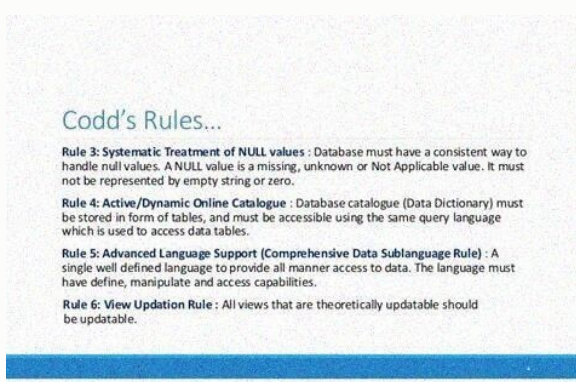 Codd's Rules...
Rule 3: Systematic Treatment of NULL values : Database must have a consistent way to
handle null values. A NULL value is a missing, unknown or Not Applicable value. It must
not be represented by empty string or zero.
Rule 4: Active/Dynamic Online Catalogue : Database catalogue (Data Dictionary) must
be stored in form of tables, and must be accessible using the same query language
which is used to access data tables.
Rule 5: Advanced Language Support (Comprehensive Data Sublanguage Rule) : A
single well defined language to provide all manner access to data. The language must
have define, manipulate and access capabilities.
Rule 6: View Updation Rule : All views that are theoretically updatable should
be updatable.